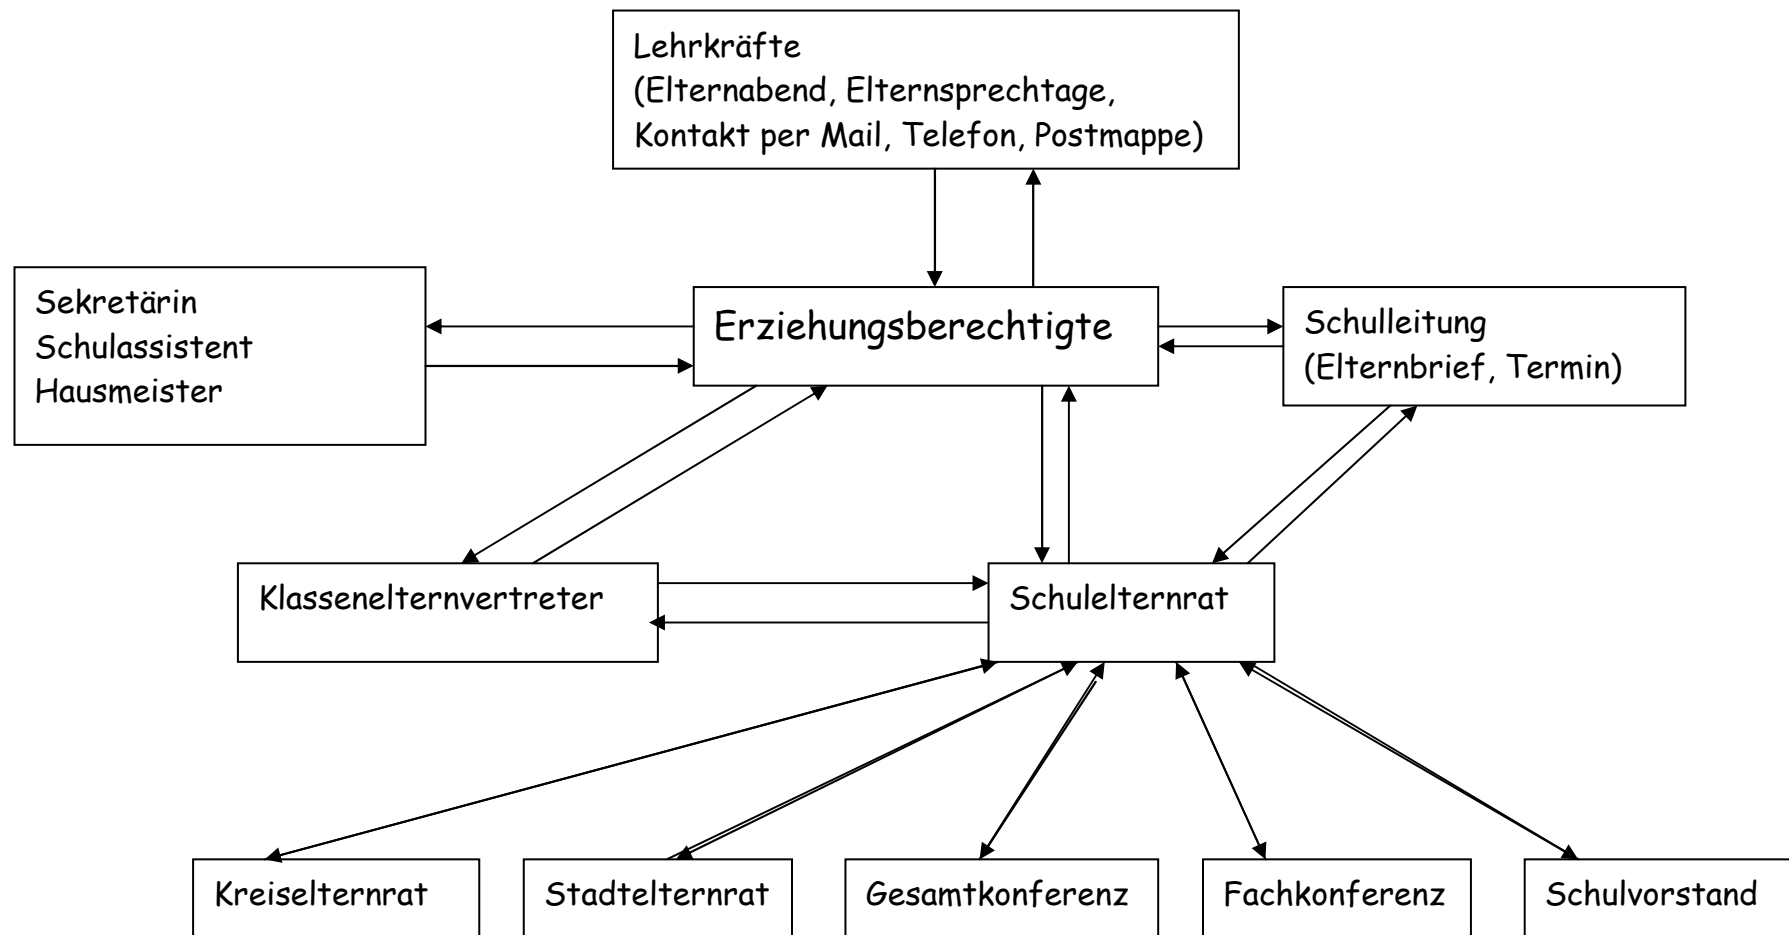 Lehrkräfte
(Elternabend, Elternsprechtage,
Kontakt per Mail, Telefon, Postmappe)
Sekretärin
Schulassistent
Hausmeister
Erziehungsberechtigte
Schulleitung
(Elternbrief, Termin)
Klassenelternvertreter
Schulelternrat
Kreiselternrat
Stadtelternrat
Gesamtkonferenz
Fachkonferenz
Schulvorstand